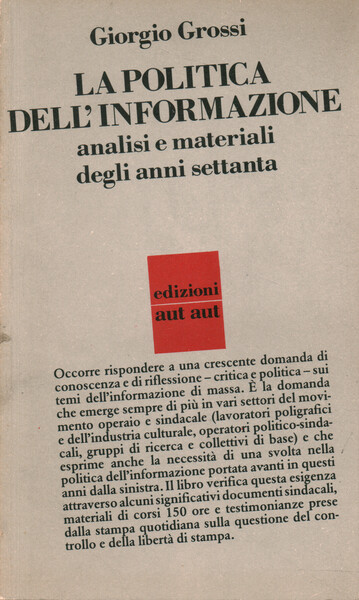 Giorgio Grossi
LA POLITICA
DELL'INFORMAZIONE
analisi e materiali
degli anni settanta
edizioni
aut aut
Occorre rispondere a una crescente domanda di
conoscenza e di riflessione – critica e politica – sui
temi dell'informazione di massa. È la domanda
che emerge sempre di più in vari settori del movi-
mento operaio e sindacale (lavoratori poligrafici
e dell'industria culturale, operatori politico-sinda-
cali, gruppi di ricerca e collettivi di base) e che
esprime anche la necessità di una svolta nella
politica dell'informazione portata avanti in questi
anni dalla sinistra. Il libro verifica questa esigenza
attraverso alcuni significativi documenti sindacali,
materiali di corsi 150 ore e testimonianze prese
dalla stampa quotidiana sulla questione del con-
trollo e della libertà di stampa.